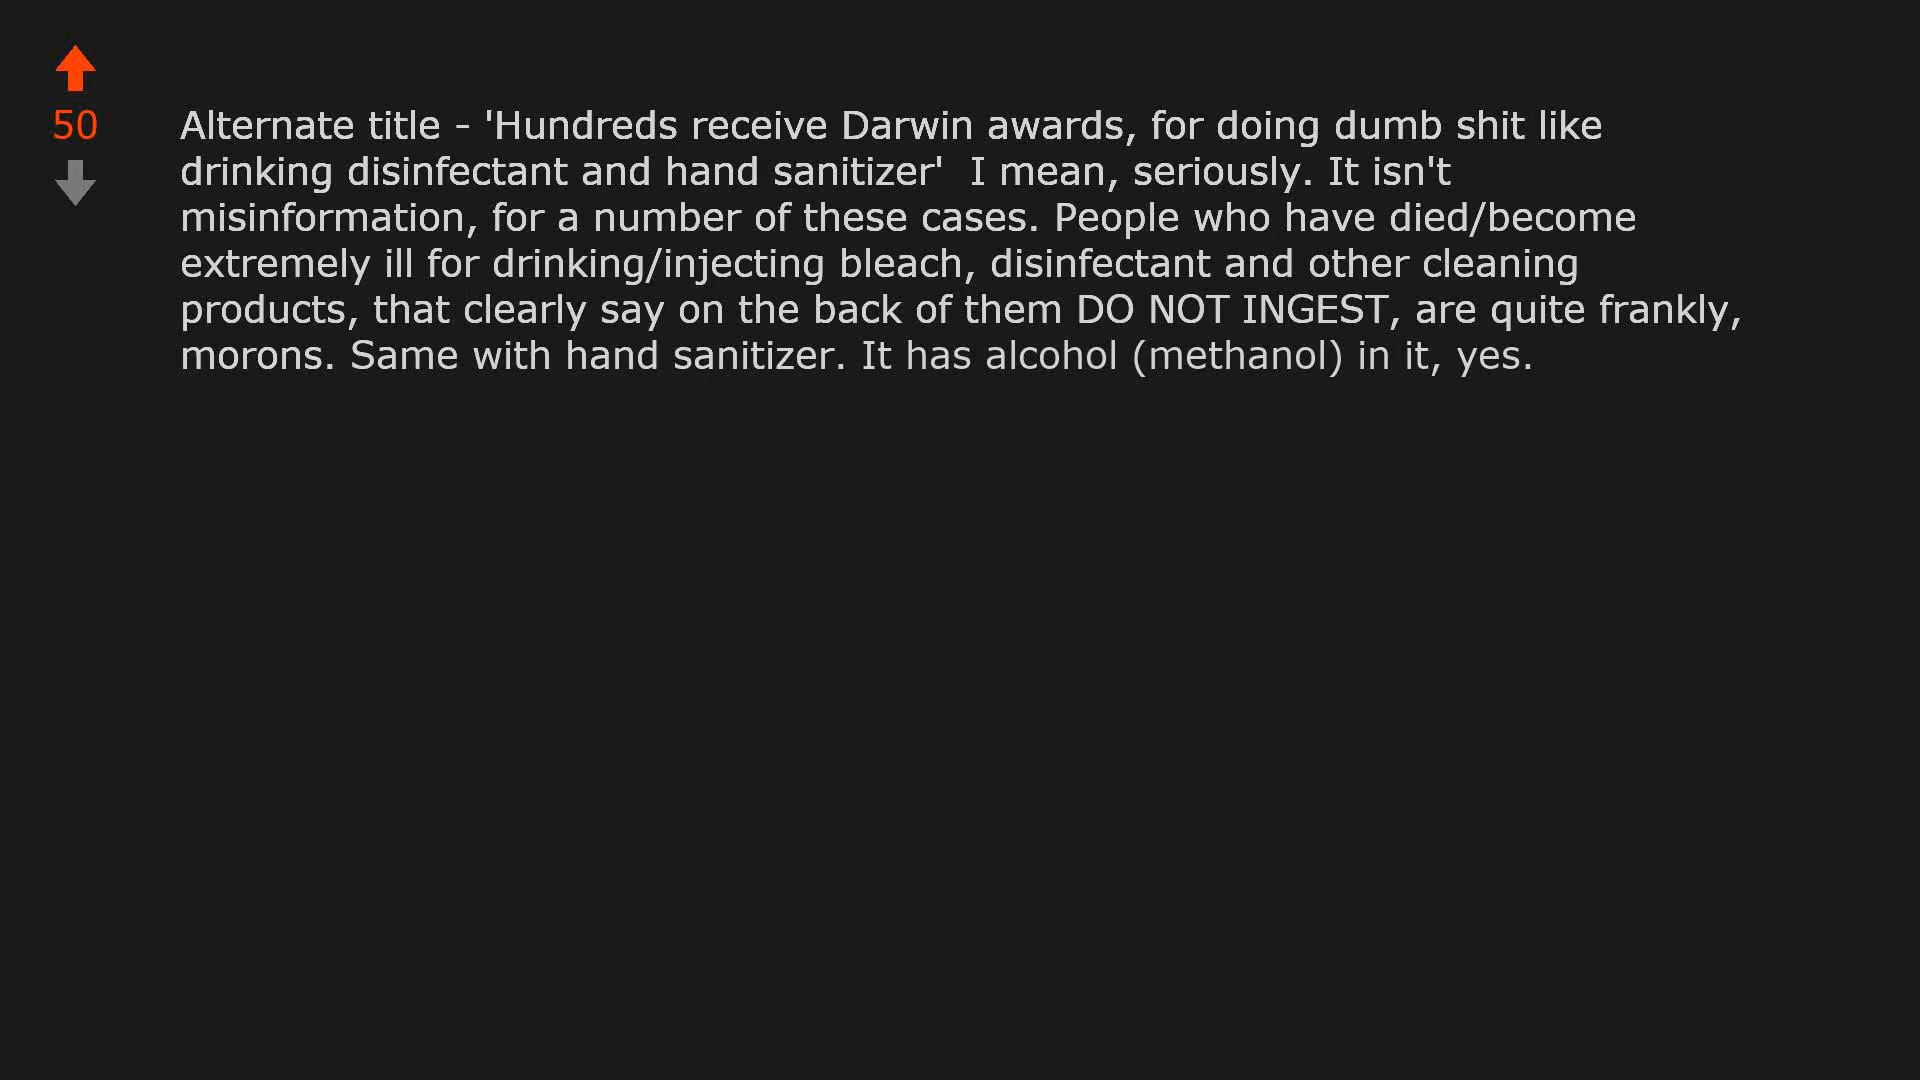 50
Alternate title - 'Hundreds receive Darwin awards, for doing dumb shit like
drinking disinfectant and hand sanitizer'  I mean, seriously. It isn't
misinformation, for a number of these cases. People who have died/become
extremely ill for drinking/injecting bleach, disinfectant and other cleaning
products, that clearly say on the back of them DO NOT INGEST, are quite frankly,
morons. Same with hand sanitizer. It has alcohol (methanol) in it, yes.